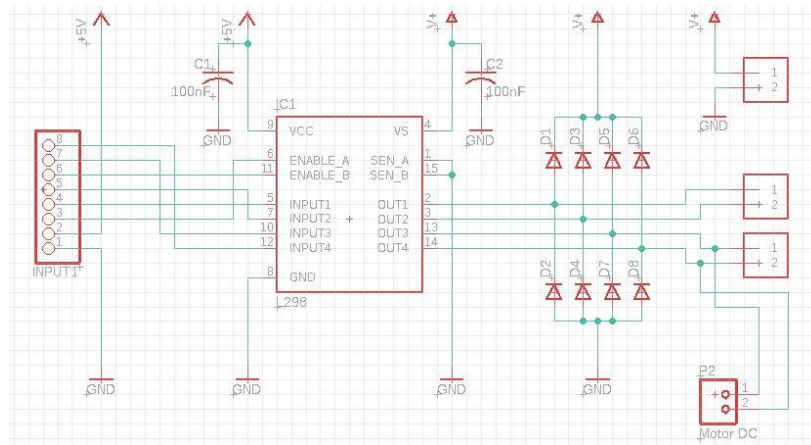 +5V
+5V
V+
V+
V+
C1
100nF
C2
100nF
GND
GND
GND
1
2
IC1
9
VCC
VS
4
6
ENABLE_A
SEN_A
1
11
ENABLE_B
SEN_B
15
5
INPUT1
OUT1
2
7
INPUT2
OUT2
3
10
INPUT3
OUT3
13
12
INPUT4
OUT4
14
8
GND
L298
8
7
6
5
4
3
2
1
INPUT1
D1
D3
D5
D6
D2
D4
D7
D8
1
2
1
2
GND
GND
GND
GND
P2
1
2
Motor DC